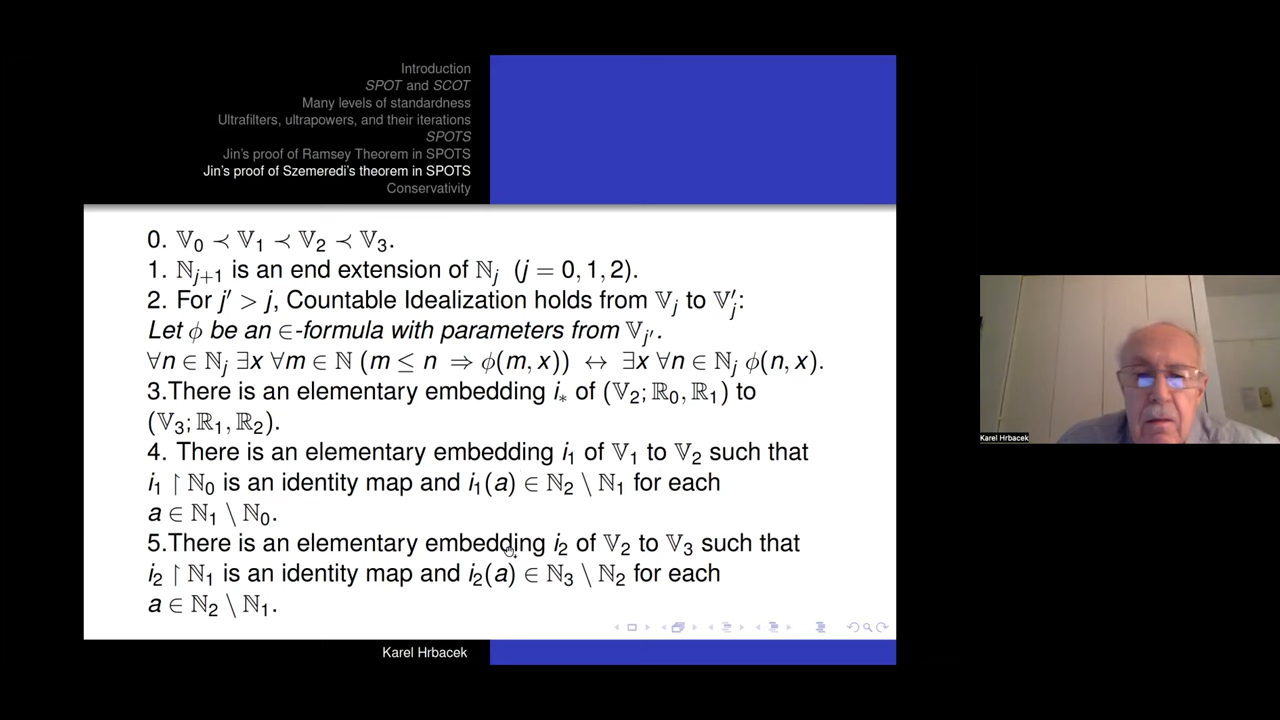 Introduction
SPOT and SCOT
Many levels of standardness
Ultrafilters, ultrapowers, and their iterations
SPOTS
Jin's proof of Ramsey Theorem in SPOTS
Jin's proof of Szemeredi's theorem in SPOTS
Conservativity
0. 𝕍₀ ≺ 𝕍₁ ≺ 𝕍₂ ≺ 𝕍₃.
1. ℕⱼ₊₁ is an end extension of ℕⱼ (j = 0, 1, 2).
2. For j′ > j, Countable Idealization holds from 𝕍ⱼ to 𝕍′ⱼ:
Let ϕ be an ∈-formula with parameters from 𝕍ⱼ′.
∀n ∈ ℕⱼ ∃x ∀m ∈ ℕ (m ≤ n ⇒ ϕ(m, x)) ↔ ∃x ∀n ∈ ℕⱼ ϕ(n, x).
3.There is an elementary embedding i∗ of (𝕍₂; ℝ₀, ℝ₁) to
(𝕍₃; ℝ₁, ℝ₂).
4. There is an elementary embedding i₁ of 𝕍₁ to 𝕍₂ such that
i₁ ↾ ℕ₀ is an identity map and i₁(a) ∈ ℕ₂ \ ℕ₁ for each
a ∈ ℕ₁ \ ℕ₀.
5.There is an elementary embedding i₂ of 𝕍₂ to 𝕍₃ such that
i₂ ↾ ℕ₁ is an identity map and i₂(a) ∈ ℕ₃ \ ℕ₂ for each
a ∈ ℕ₂ \ ℕ₁.
Karel Hrbacek
Karel Hrbacek